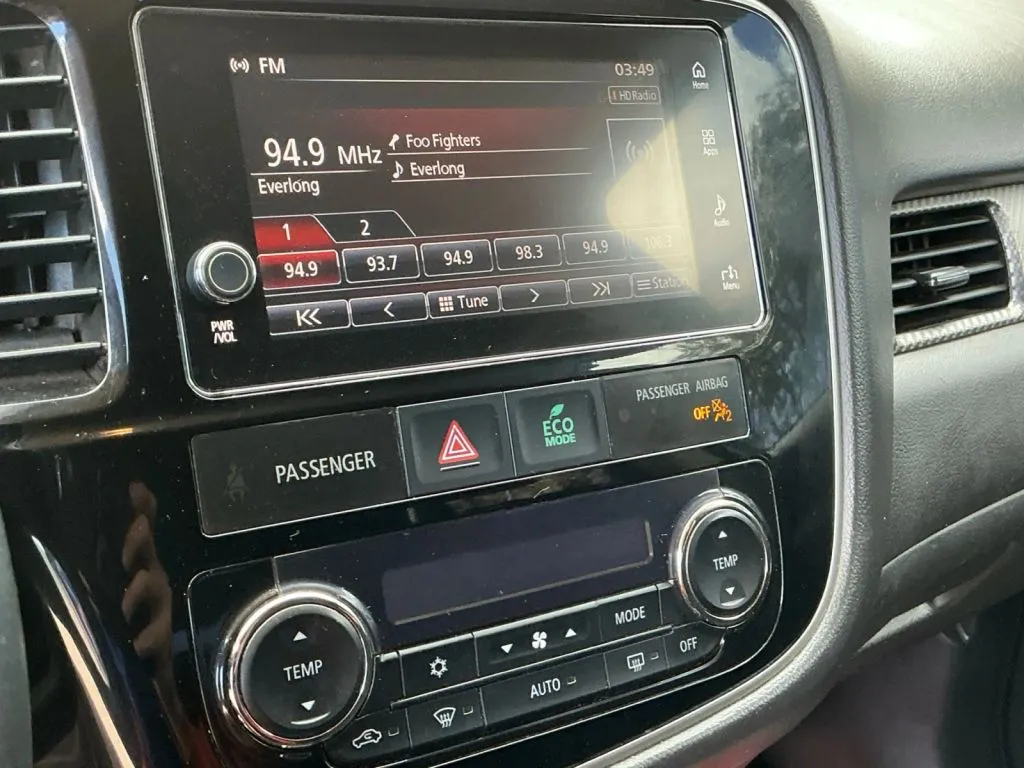 FM
03:49
HD Radio
Home
94.9 MHz
Foo Fighters
Everlong
Everlong
Apps
Audio
1 2
94.9 93.7 94.9 98.3 94.9
Tune
Station
Menu
PWR
/VOL
PASSENGER
ECO
MODE
PASSENGER AIRBAG
OFF 2
TEMP
TEMP
MODE
AUTO
OFF